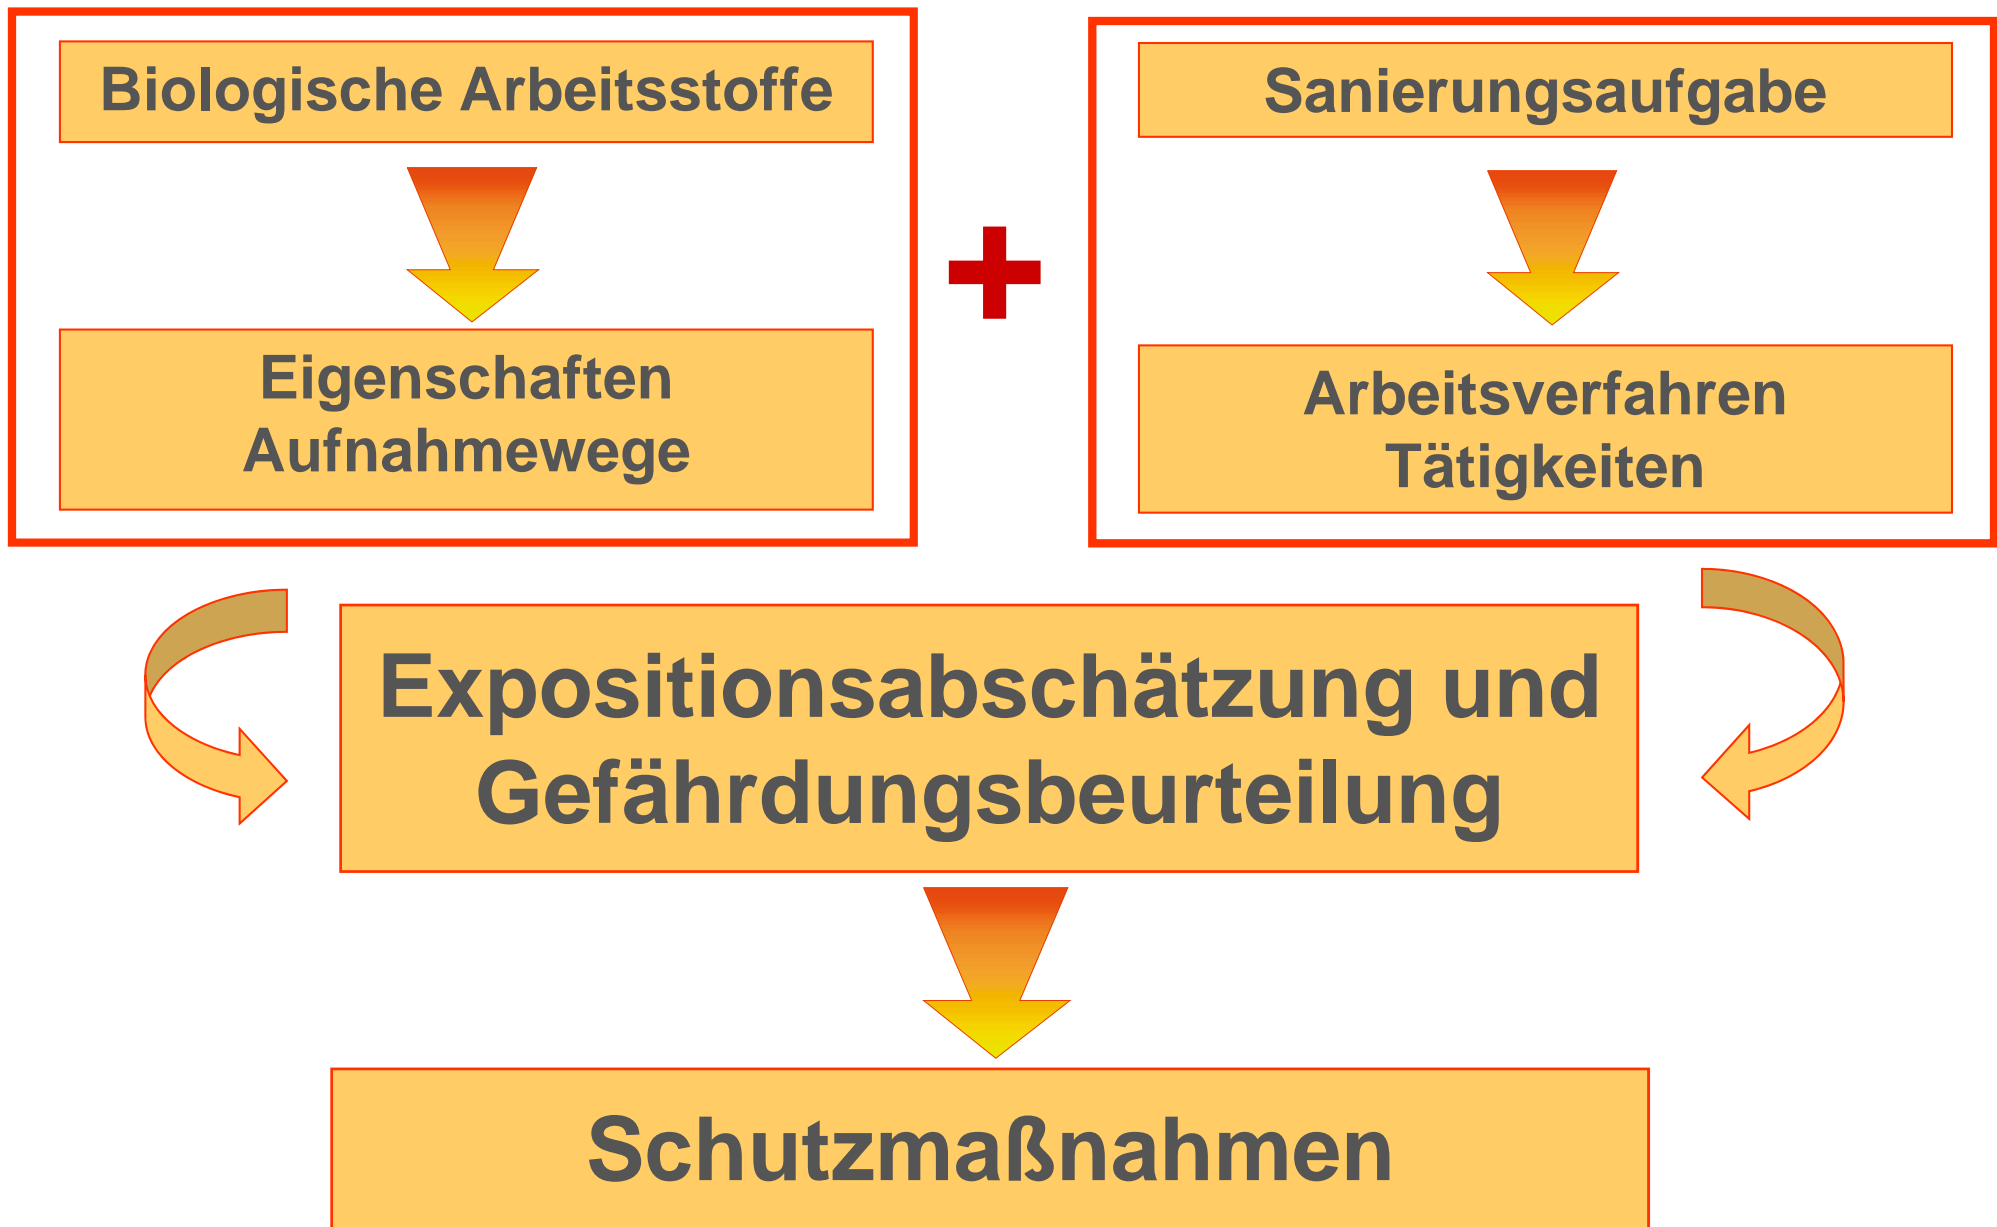 Biologische Arbeitsstoffe
Eigenschaften
Aufnahmewege
+
Sanierungsaufgabe
Arbeitsverfahren
Tätigkeiten
Expositionsabschätzung und
Gefährdungsbeurteilung
Schutzmaßnahmen